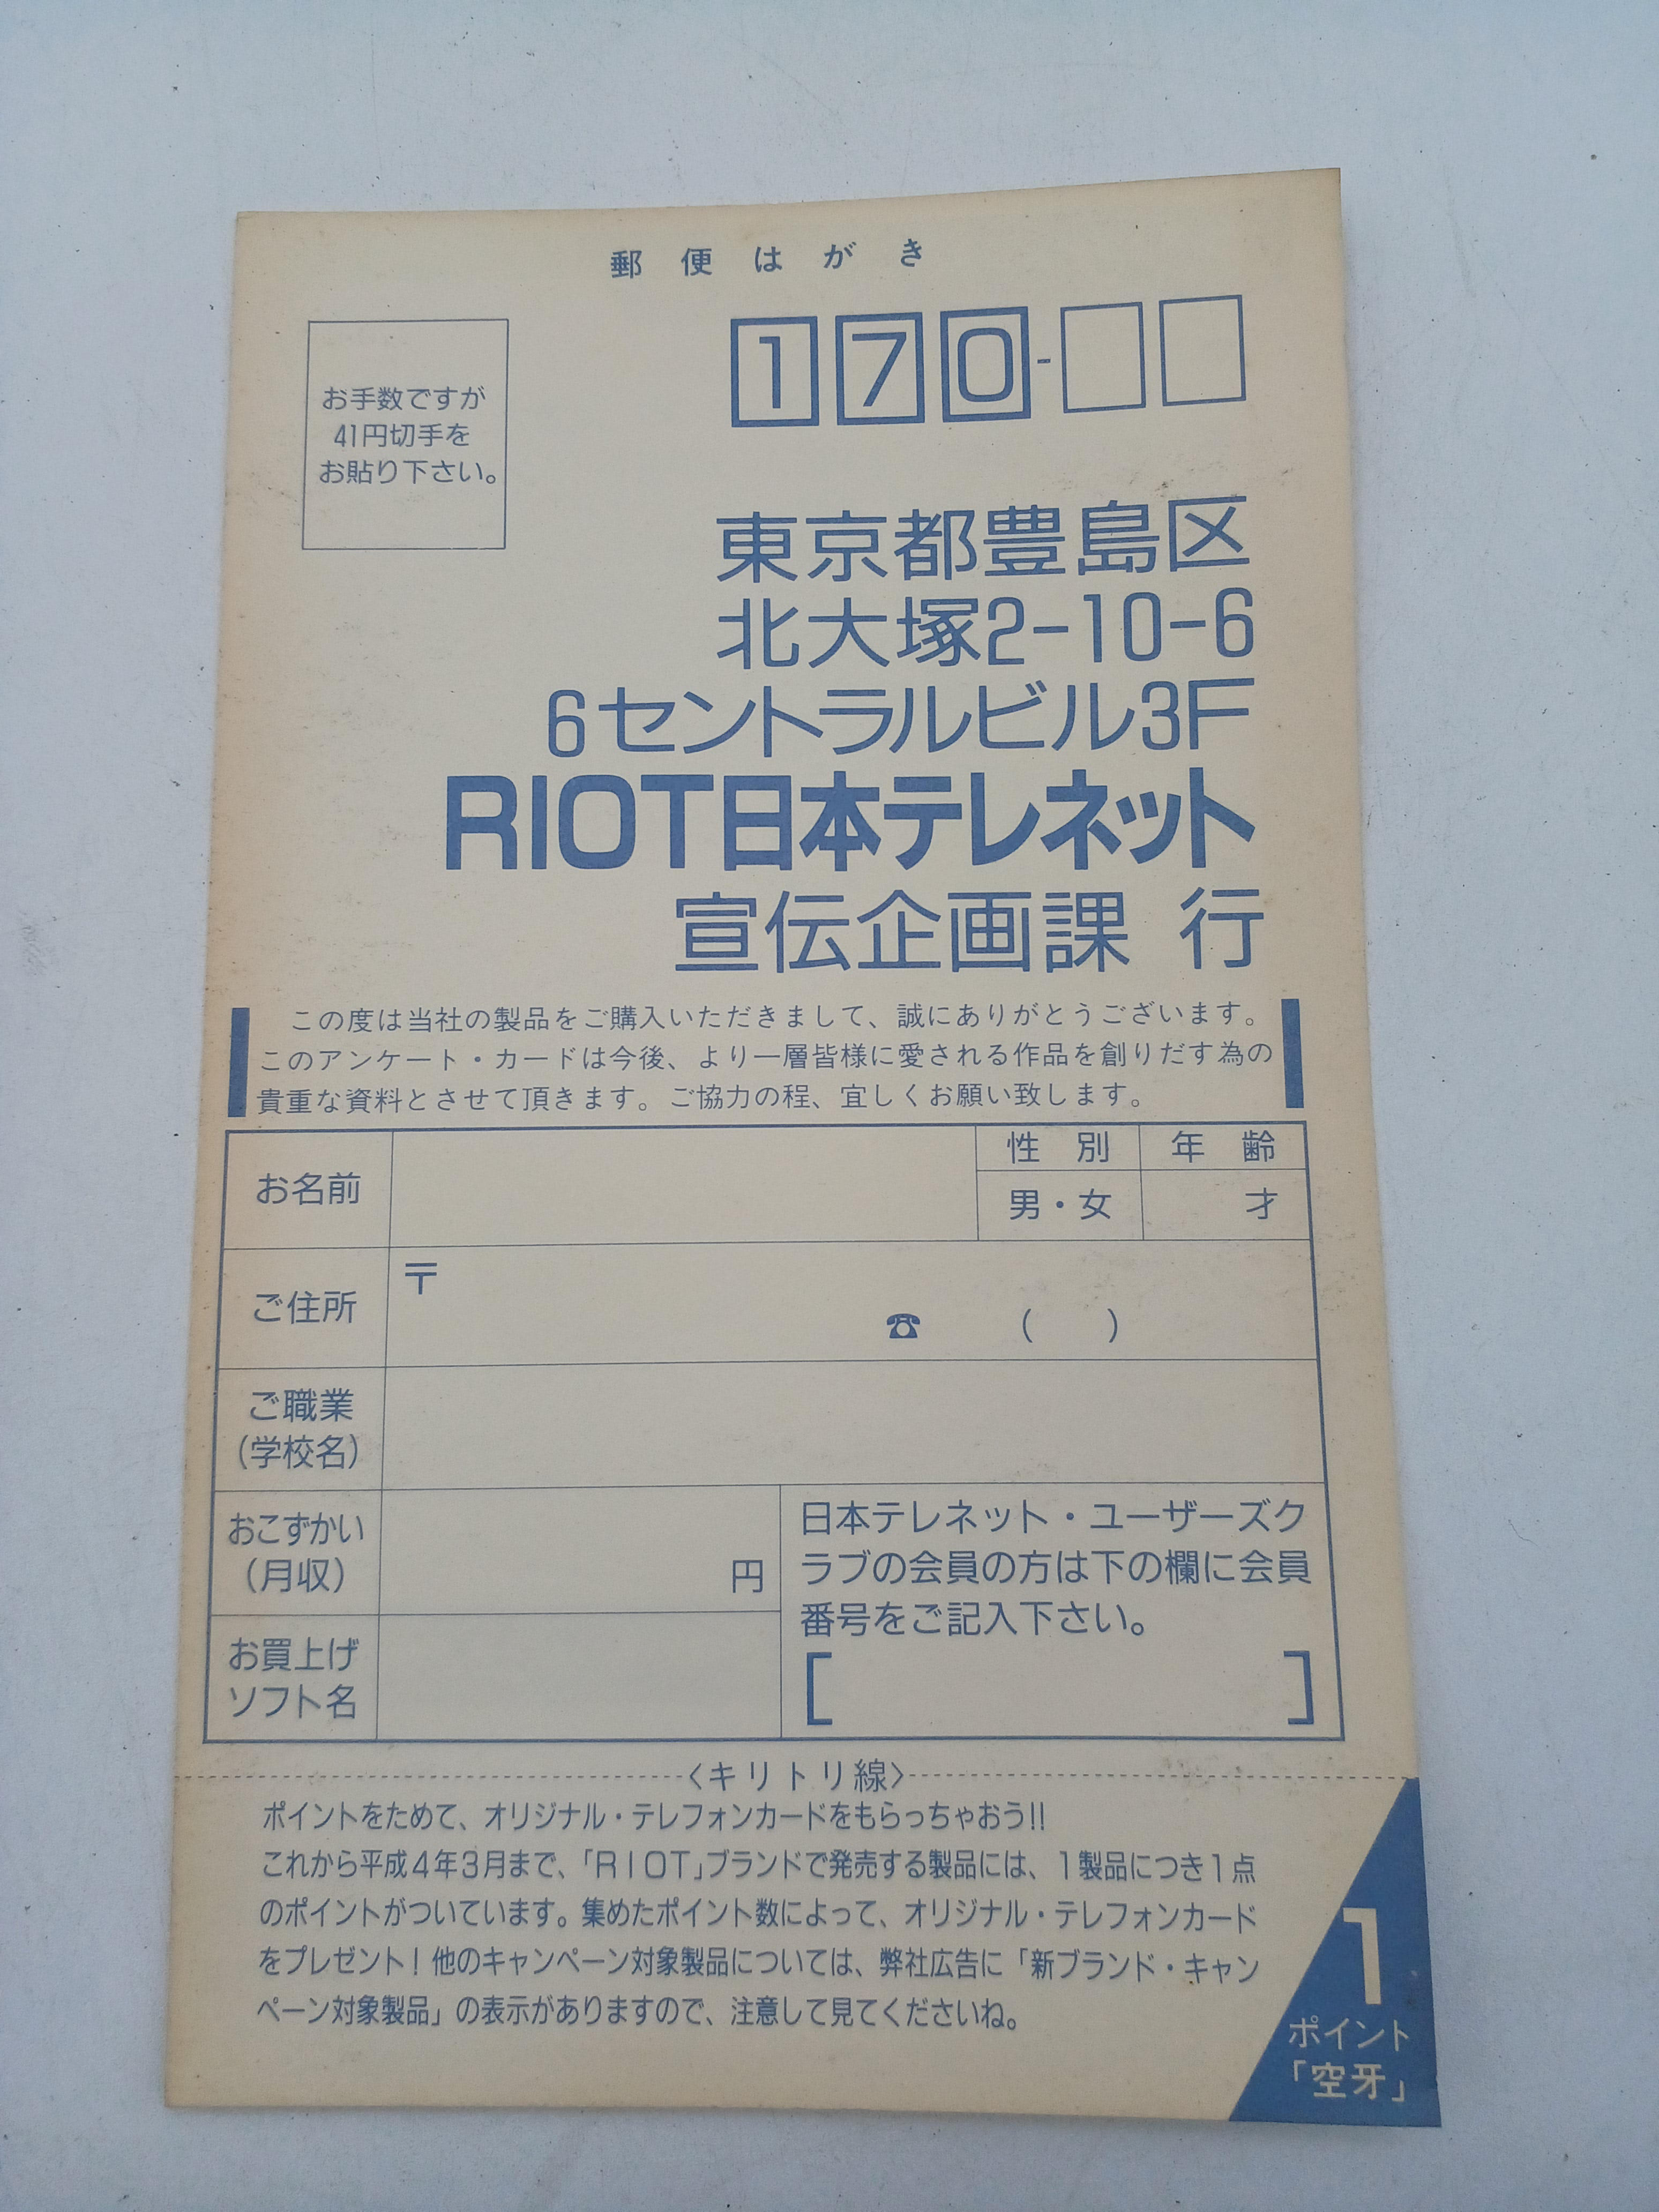 郵便はがき
170-
お手数ですが
41円切手を
お貼り下さい。
東京都豊島区
北大塚2-10-6
6セントラルビル3F
RIOT日本テレネット
宣伝企画課 行
この度は当社の製品をご購入いただきまして、誠にありがとうございます。
このアンケート・カードは今後、より一層皆様に愛される作品を創りだす為の
貴重な資料とさせて頂きます。ご協力の程、宜しくお願い致します。
お名前
性別
年齢
男・女
才
ご住所
〒
☎ ( )
ご職業
(学校名)
おこずかい
(月収)
円
日本テレネット・ユーザーズク
ラブの会員の方は下の欄に会員
番号をご記入下さい。
[ ]
お買上げ
ソフト名
〈キリトリ線〉
ポイントをためて、オリジナル・テレフォンカードをもらっちゃおう!!
これから平成4年3月まで、「RIOT」ブランドで発売する製品には、1製品につき1点
のポイントがついています。集めたポイント数によって、オリジナル・テレフォンカード
をプレゼント!他のキャンペーン対象製品については、弊社広告に「新ブランド・キャン
ペーン対象製品」の表示がありますので、注意して見てくださいね。
1
ポイント
「空牙」